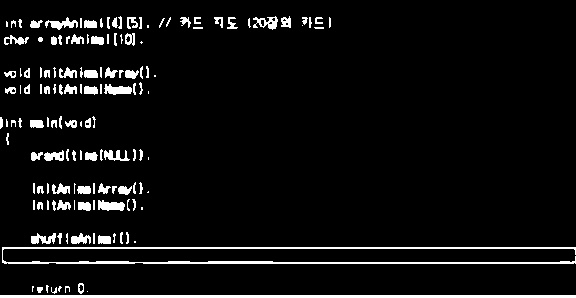 int arrayAnimal[4][5]; // 카드 지도 (20장의 카드)
char * strAnimal[10];
void initAnimalArray();
void initAnimalName();
int main(void)
{
srand(time(NULL));
initAnimalArray();
initAnimalName();
shuffleAnimal();
return 0;